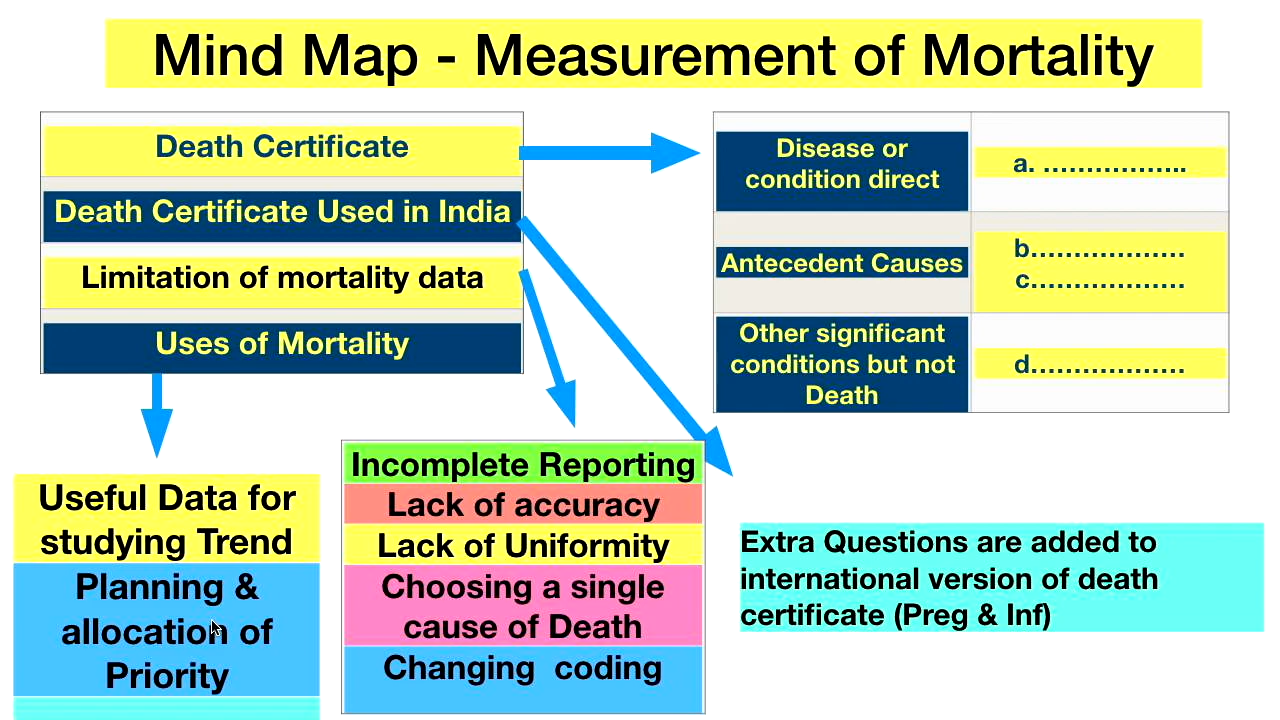 Mind Map - Measurement of Mortality
Death Certificate
Death Certificate Used in India
Limitation of mortality data
Uses of Mortality
Disease or
condition direct
a. ……………..
Antecedent Causes
b………………
c………………
Other significant
conditions but not
Death
d………………
Useful Data for
studying Trend
Planning &
allocation of
Priority
Incomplete Reporting
Lack of accuracy
Lack of Uniformity
Choosing a single
cause of Death
Changing  coding
Extra Questions are added to
international version of death
certificate (Preg & Inf)